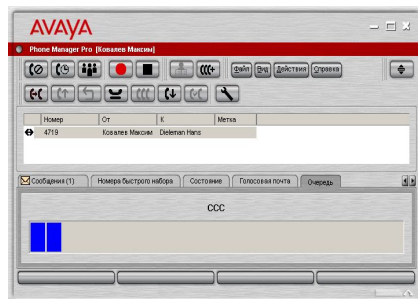 AVAYA
Phone Manager Pro [Ковалев Максим]
Файл Вид Действия Справка
Номер От К Метка
4719 Ковалев Максим Dieleman Hans
Сообщения (1) Номера быстрого набора Состояние Голосовая почта Очередь
ССС